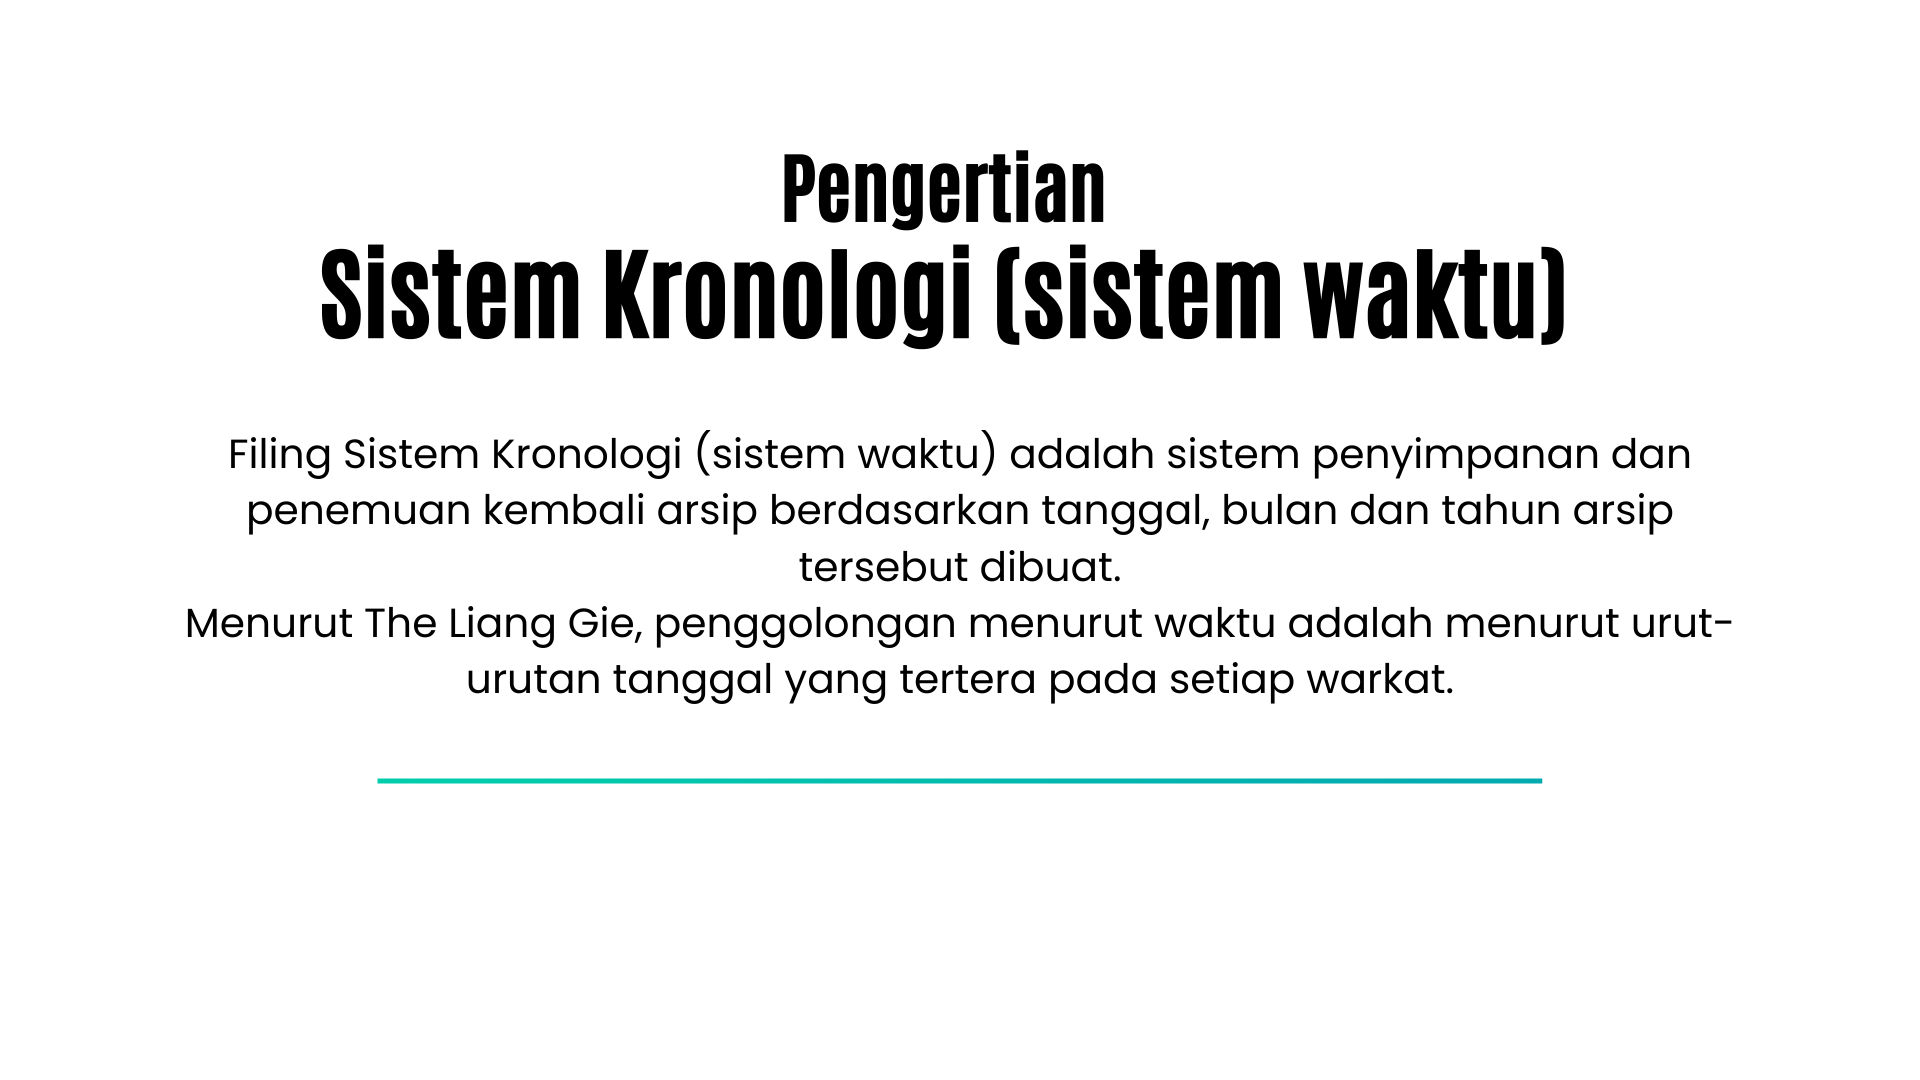 Pengertian
Sistem Kronologi (sistem waktu)
Filing Sistem Kronologi (sistem waktu) adalah sistem penyimpanan dan
penemuan kembali arsip berdasarkan tanggal, bulan dan tahun arsip
tersebut dibuat.
Menurut The Liang Gie, penggolongan menurut waktu adalah menurut urut-
urutan tanggal yang tertera pada setiap warkat.